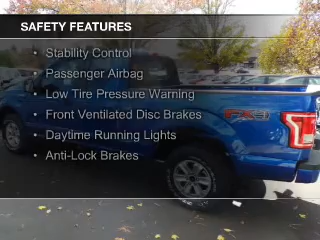 SAFETY FEATURES
• Stability Control
• Passenger Airbag
• Low Tire Pressure Warning
• Front Ventilated Disc Brakes
• Daytime Running Lights
• Anti-Lock Brakes
FX4